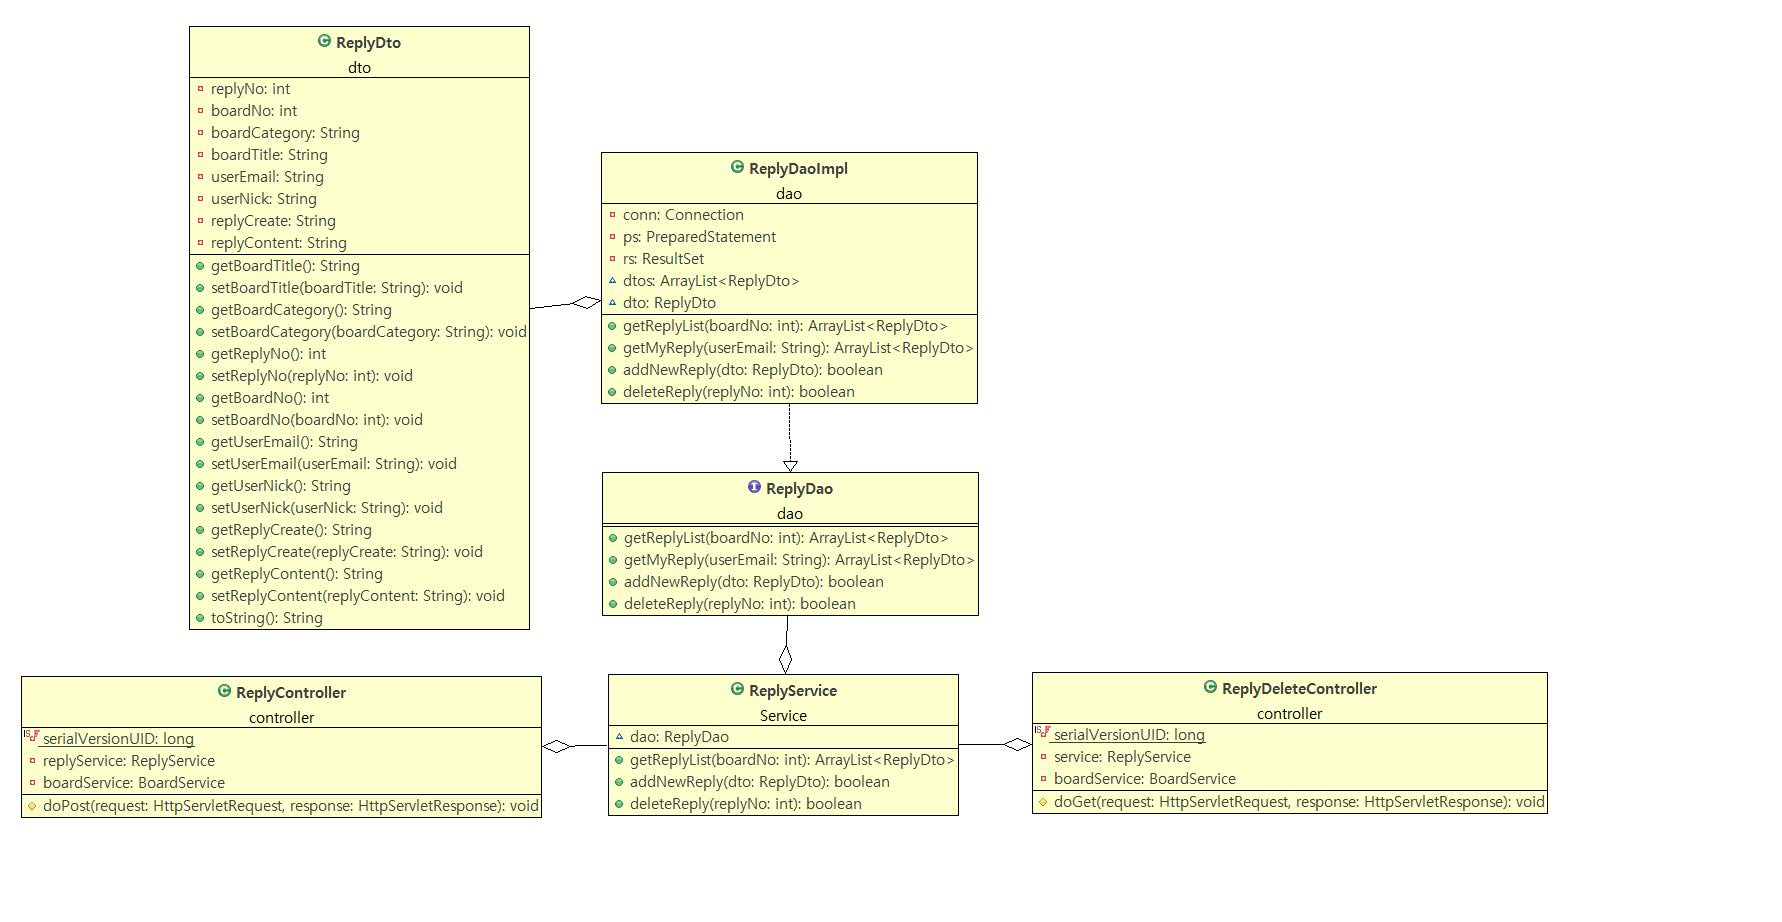 ReplyDto
dto
replyNo: int
boardNo: int
boardCategory: String
boardTitle: String
userEmail: String
userNick: String
replyCreate: String
replyContent: String
getBoardTitle(): String
setBoardTitle(boardTitle: String): void
getBoardCategory(): String
setBoardCategory(boardCategory: String): void
getReplyNo(): int
setReplyNo(replyNo: int): void
getBoardNo(): int
setBoardNo(boardNo: int): void
getUserEmail(): String
setUserEmail(userEmail: String): void
getUserNick(): String
setUserNick(userNick: String): void
getReplyCreate(): String
setReplyCreate(replyCreate: String): void
getReplyContent(): String
setReplyContent(replyContent: String): void
toString(): String
ReplyDaoImpl
dao
conn: Connection
ps: PreparedStatement
rs: ResultSet
dtos: ArrayList<ReplyDto>
dto: ReplyDto
getReplyList(boardNo: int): ArrayList<ReplyDto>
getMyReply(userEmail: String): ArrayList<ReplyDto>
addNewReply(dto: ReplyDto): boolean
deleteReply(replyNo: int): boolean
ReplyDao
dao
getReplyList(boardNo: int): ArrayList<ReplyDto>
getMyReply(userEmail: String): ArrayList<ReplyDto>
addNewReply(dto: ReplyDto): boolean
deleteReply(replyNo: int): boolean
ReplyController
controller
serialVersionUID: long
replyService: ReplyService
boardService: BoardService
doPost(request: HttpServletRequest, response: HttpServletResponse): void
ReplyService
Service
dao: ReplyDao
getReplyList(boardNo: int): ArrayList<ReplyDto>
addNewReply(dto: ReplyDto): boolean
deleteReply(replyNo: int): boolean
ReplyDeleteController
controller
serialVersionUID: long
service: ReplyService
boardService: BoardService
doGet(request: HttpServletRequest, response: HttpServletResponse): void